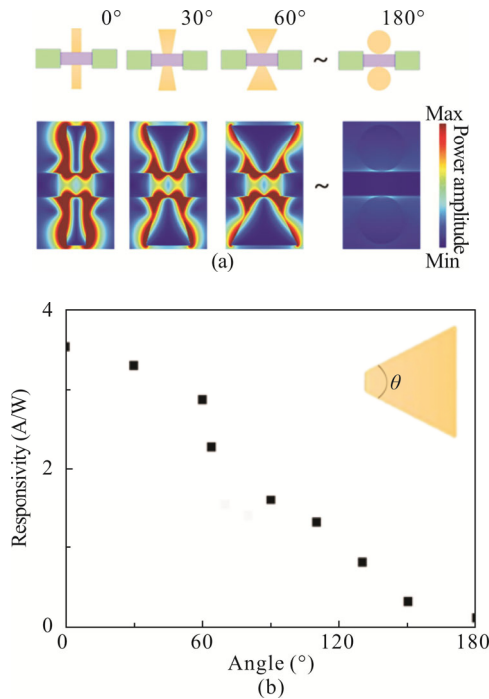 0° 30° 60° 180°
~
Max
Power amplitude
~
Min
(a)
4
θ
Responsivity (A/W)
2
0
0 60 120 180
Angle (°)
(b)